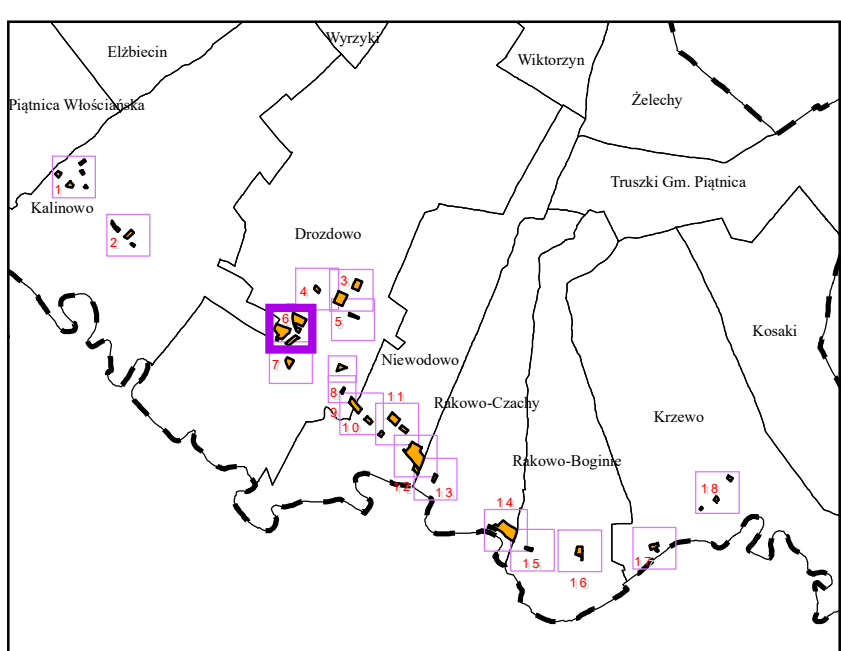 Wyrzyki
Elżbiecin
Wiktorzyn
Żelechy
Piątnica Włościańska
Truszki Gm. Piątnica
1
Kalinowo
Drozdowo
2
3
4
5
6
Kosaki
Niewodowo
7
8
11
Rakowo-Czachy
9
10
Krzewo
Rakowo-Boginie
12
13
18
14
15
17
16